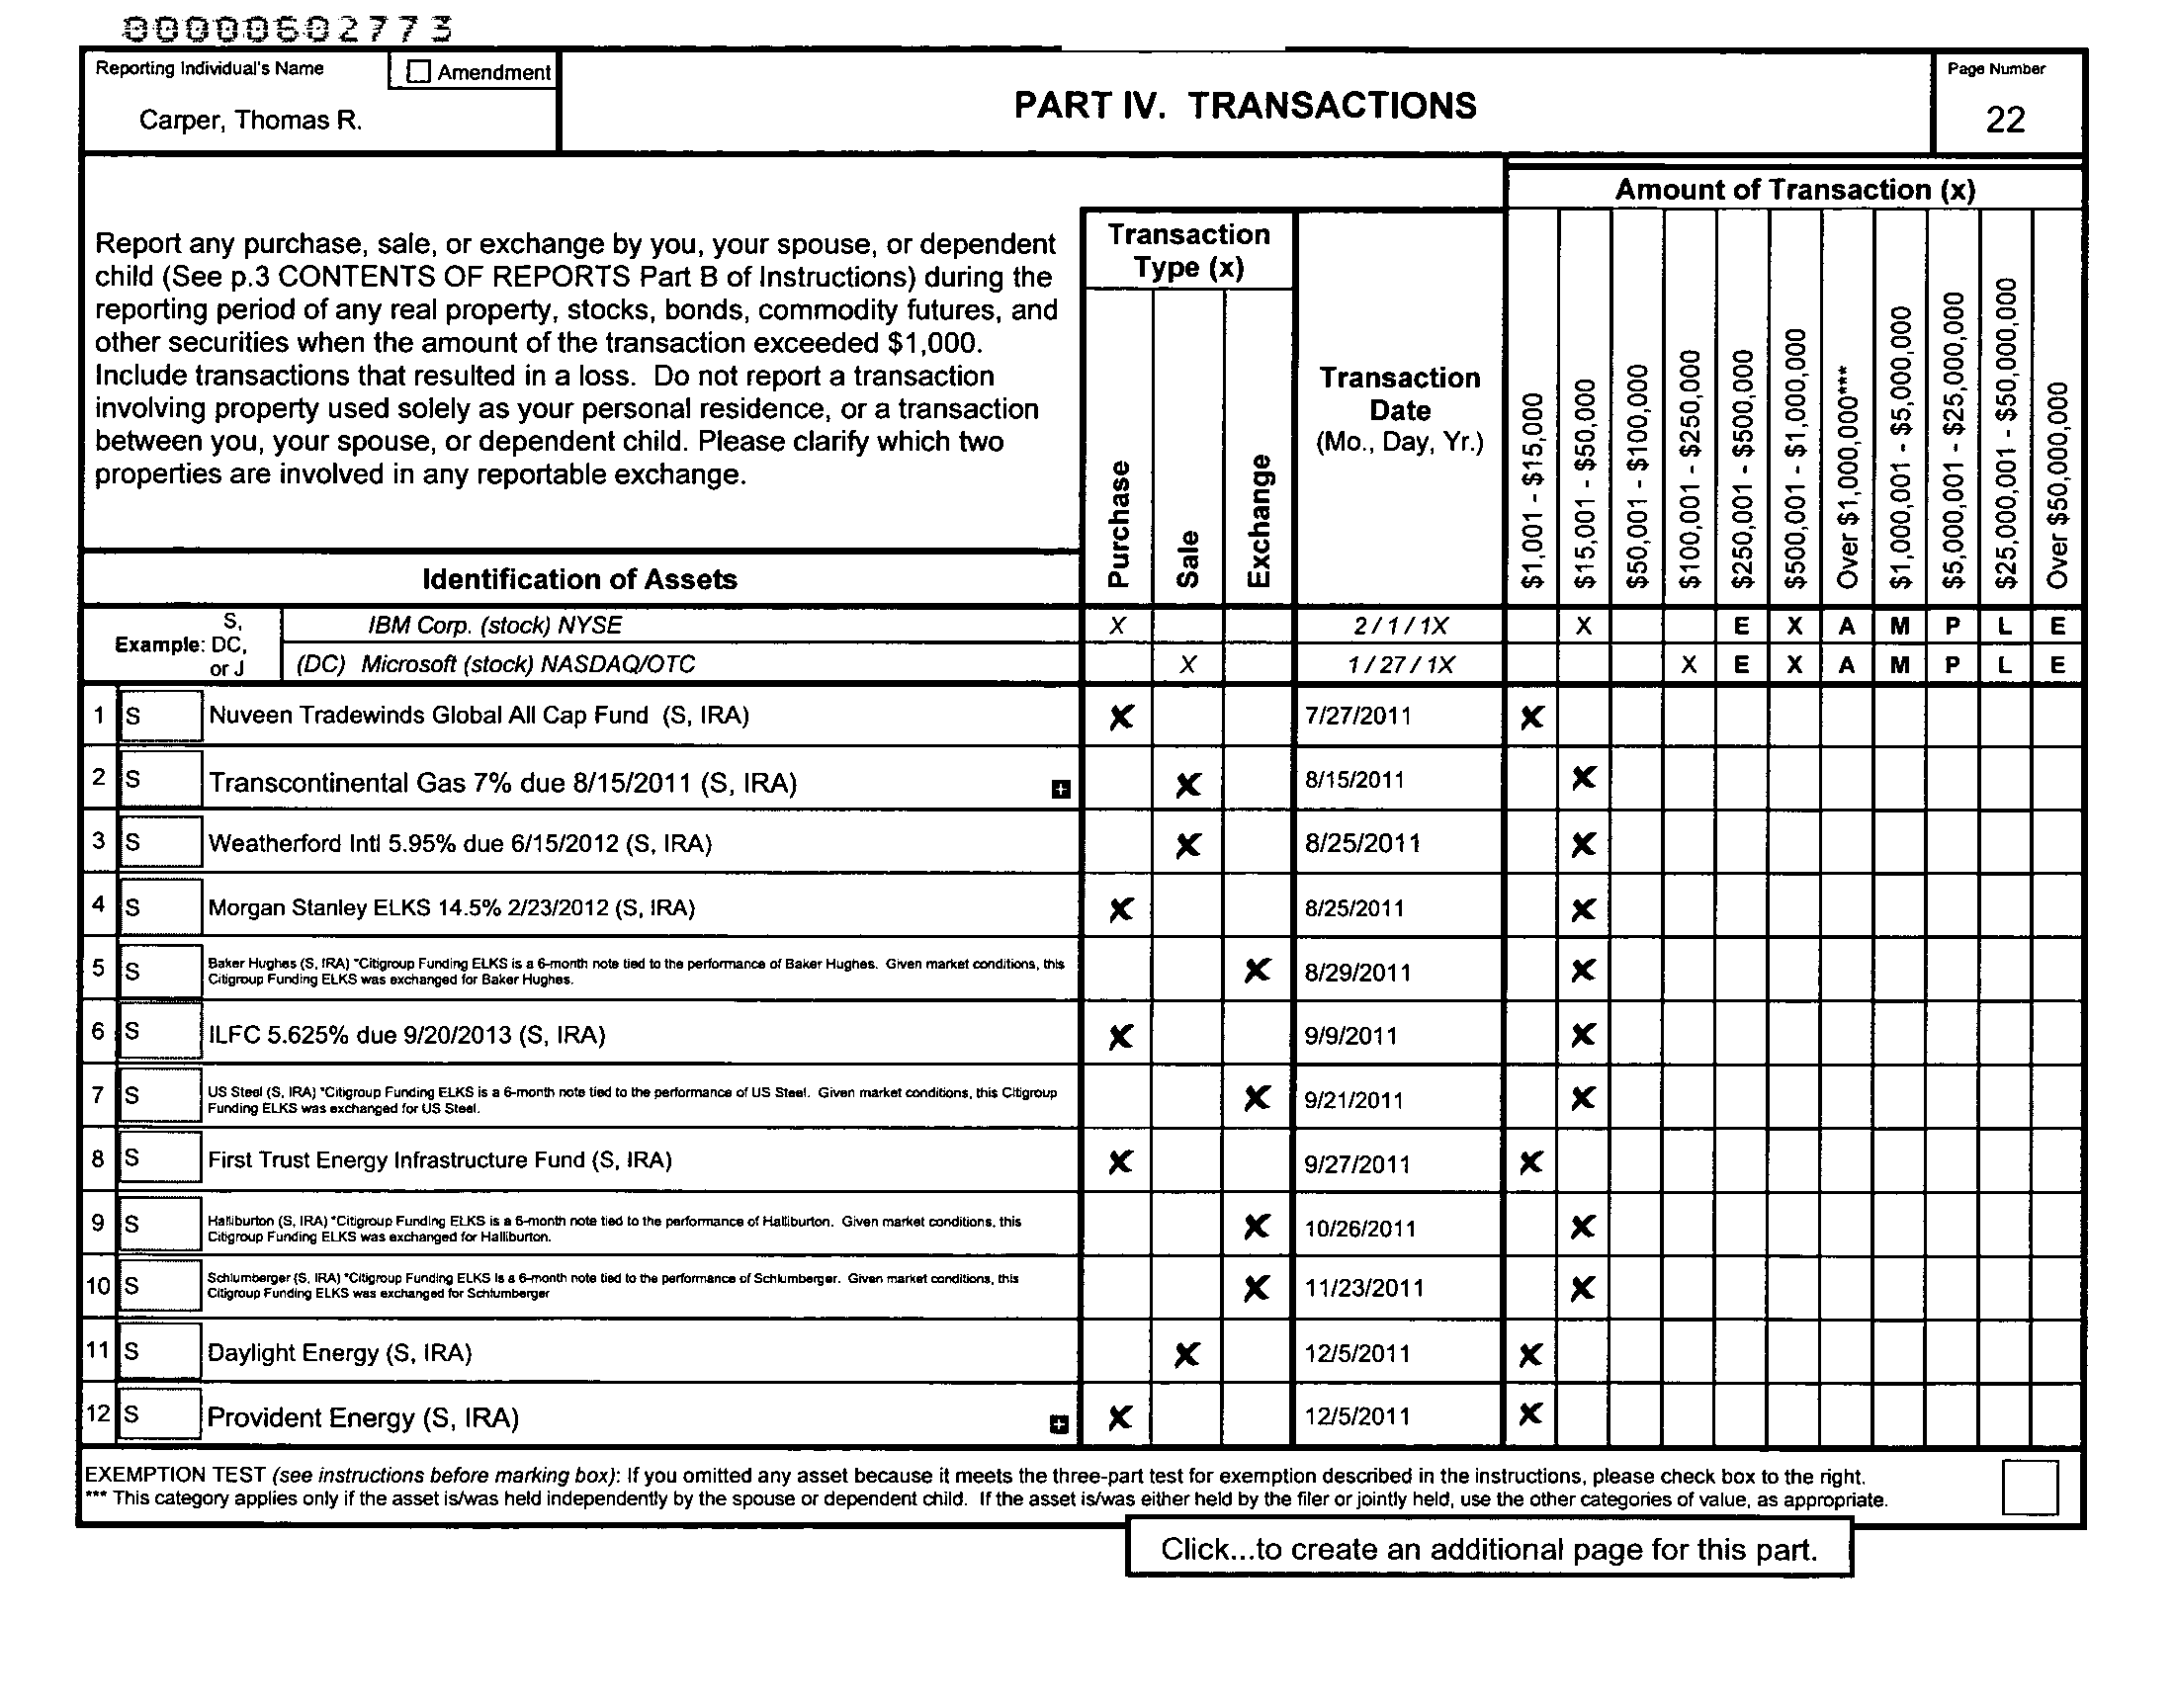 00000602773
Reporting Individual's Name
Amendment
Carper, Thomas R.
PART IV. TRANSACTIONS
Page Number
22
Report any purchase, sale, or exchange by you, your spouse, or dependent
child (See p.3 CONTENTS OF REPORTS Part B of Instructions) during the
reporting period of any real property, stocks, bonds, commodity futures, and
other securities when the amount of the transaction exceeded $1,000.
Include transactions that resulted in a loss. Do not report a transaction
involving property used solely as your personal residence, or a transaction
between you, your spouse, or dependent child. Please clarify which two
properties are involved in any reportable exchange.
Identification of Assets
Transaction
Type (x)
Purchase
Sale
Exchange
Transaction
Date
(Mo., Day, Yr.)
Amount of Transaction (x)
$1,001 - $15,000
$15,001 - $50,000
$50,001 - $100,000
$100,001 - $250,000
$250,001 - $500,000
$500,001 - $1,000,000
Over $1,000,000***
$1,000,001 - $5,000,000
$5,000,001 - $25,000,000
$25,000,001 - $50,000,000
Over $50,000,000
Example: S, DC, or J
IBM Corp. (stock) NYSE X 2/1/1X X E X A M P L E
(DC) Microsoft (stock) NASDAQ/OTC X 1/27/1X X E X A M P L E
1 S Nuveen Tradewinds Global All Cap Fund (S, IRA) X 7/27/2011 X
2 S Transcontinental Gas 7% due 8/15/2011 (S, IRA) + X 8/15/2011 X
3 S Weatherford Intl 5.95% due 6/15/2012 (S, IRA) X 8/25/2011 X
4 S Morgan Stanley ELKS 14.5% 2/23/2012 (S, IRA) X 8/25/2011 X
5 S Baker Hughes (S, IRA) *Citigroup Funding ELKS is a 6-month note tied to the performance of Baker Hughes. Given market conditions, this
Citigroup Funding ELKS was exchanged for Baker Hughes. X 8/29/2011 X
6 S ILFC 5.625% due 9/20/2013 (S, IRA) X 9/9/2011 X
7 S US Steel (S, IRA) *Citigroup Funding ELKS is a 6-month note tied to the performance of US Steel. Given market conditions, this Citigroup
Funding ELKS was exchanged for US Steel. X 9/21/2011 X
8 S First Trust Energy Infrastructure Fund (S, IRA) X 9/27/2011 X
9 S Halliburton (S, IRA) *Citigroup Funding ELKS is a 6-month note tied to the performance of Halliburton. Given market conditions, this
Citigroup Funding ELKS was exchanged for Halliburton. X 10/26/2011 X
10 S Schlumberger (S, IRA) *Citigroup Funding ELKS is a 6-month note tied to the performance of Schlumberger. Given market conditions, this
Citigroup Funding ELKS was exchanged for Schlumberger X 11/23/2011 X
11 S Daylight Energy (S, IRA) X 12/5/2011 X
12 S Provident Energy (S, IRA) + X 12/5/2011 X
EXEMPTION TEST (see instructions before marking box): If you omitted any asset because it meets the three-part test for exemption described in the instructions, please check box to the right.
*** This category applies only if the asset is/was held independently by the spouse or dependent child. If the asset is/was either held by the filer or jointly held, use the other categories of value, as appropriate.
Click...to create an additional page for this part.